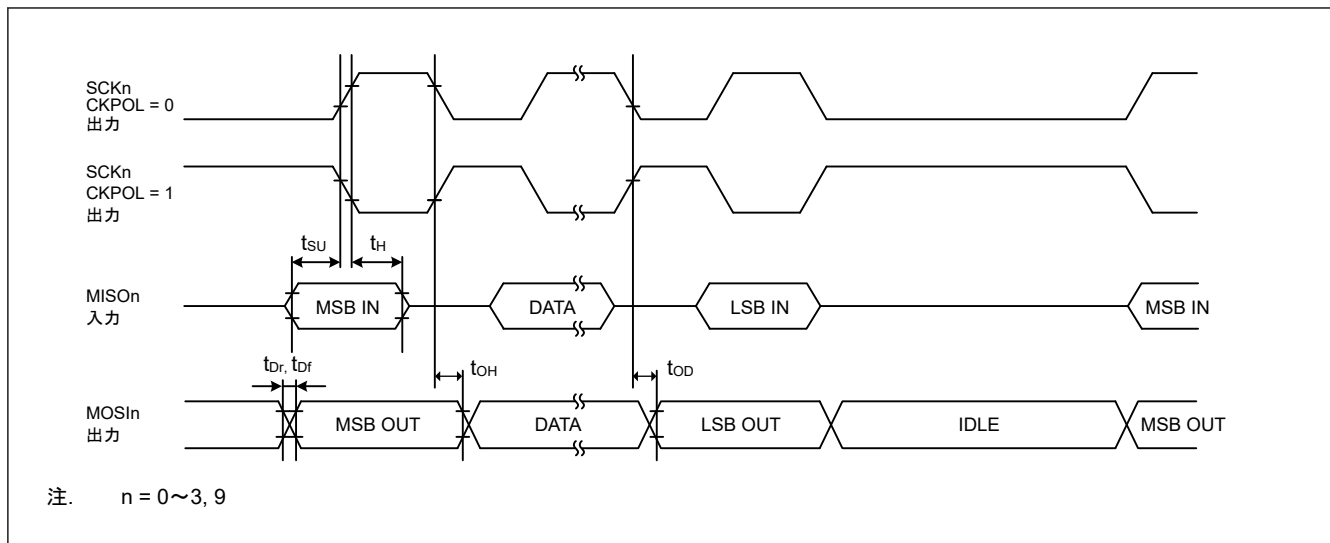 SCKn
CKPOL = 0
出力
SCKn
CKPOL = 1
出力
tSU
tH
MISOn
入力
MSB IN
DATA
LSB IN
MSB IN
tDr, tDf
tOH
tOD
MOSIn
出力
MSB OUT
DATA
LSB OUT
IDLE
MSB OUT
注. n = 0～3, 9